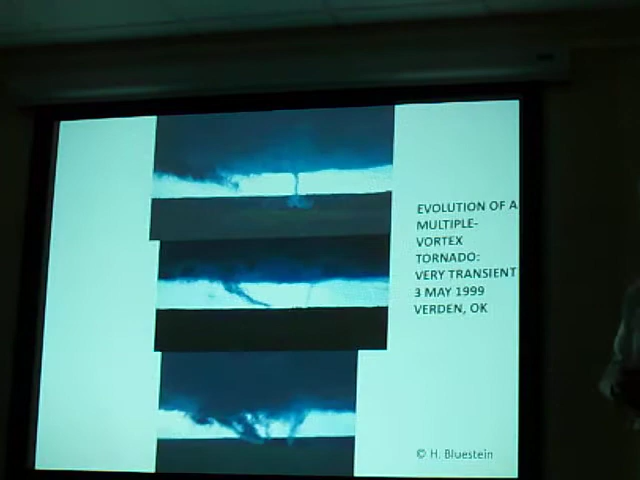 EVOLUTION OF A
MULTIPLE-
VORTEX
TORNADO:
VERY TRANSIENT
3 MAY 1999
VERDEN, OK
© H. Bluestein